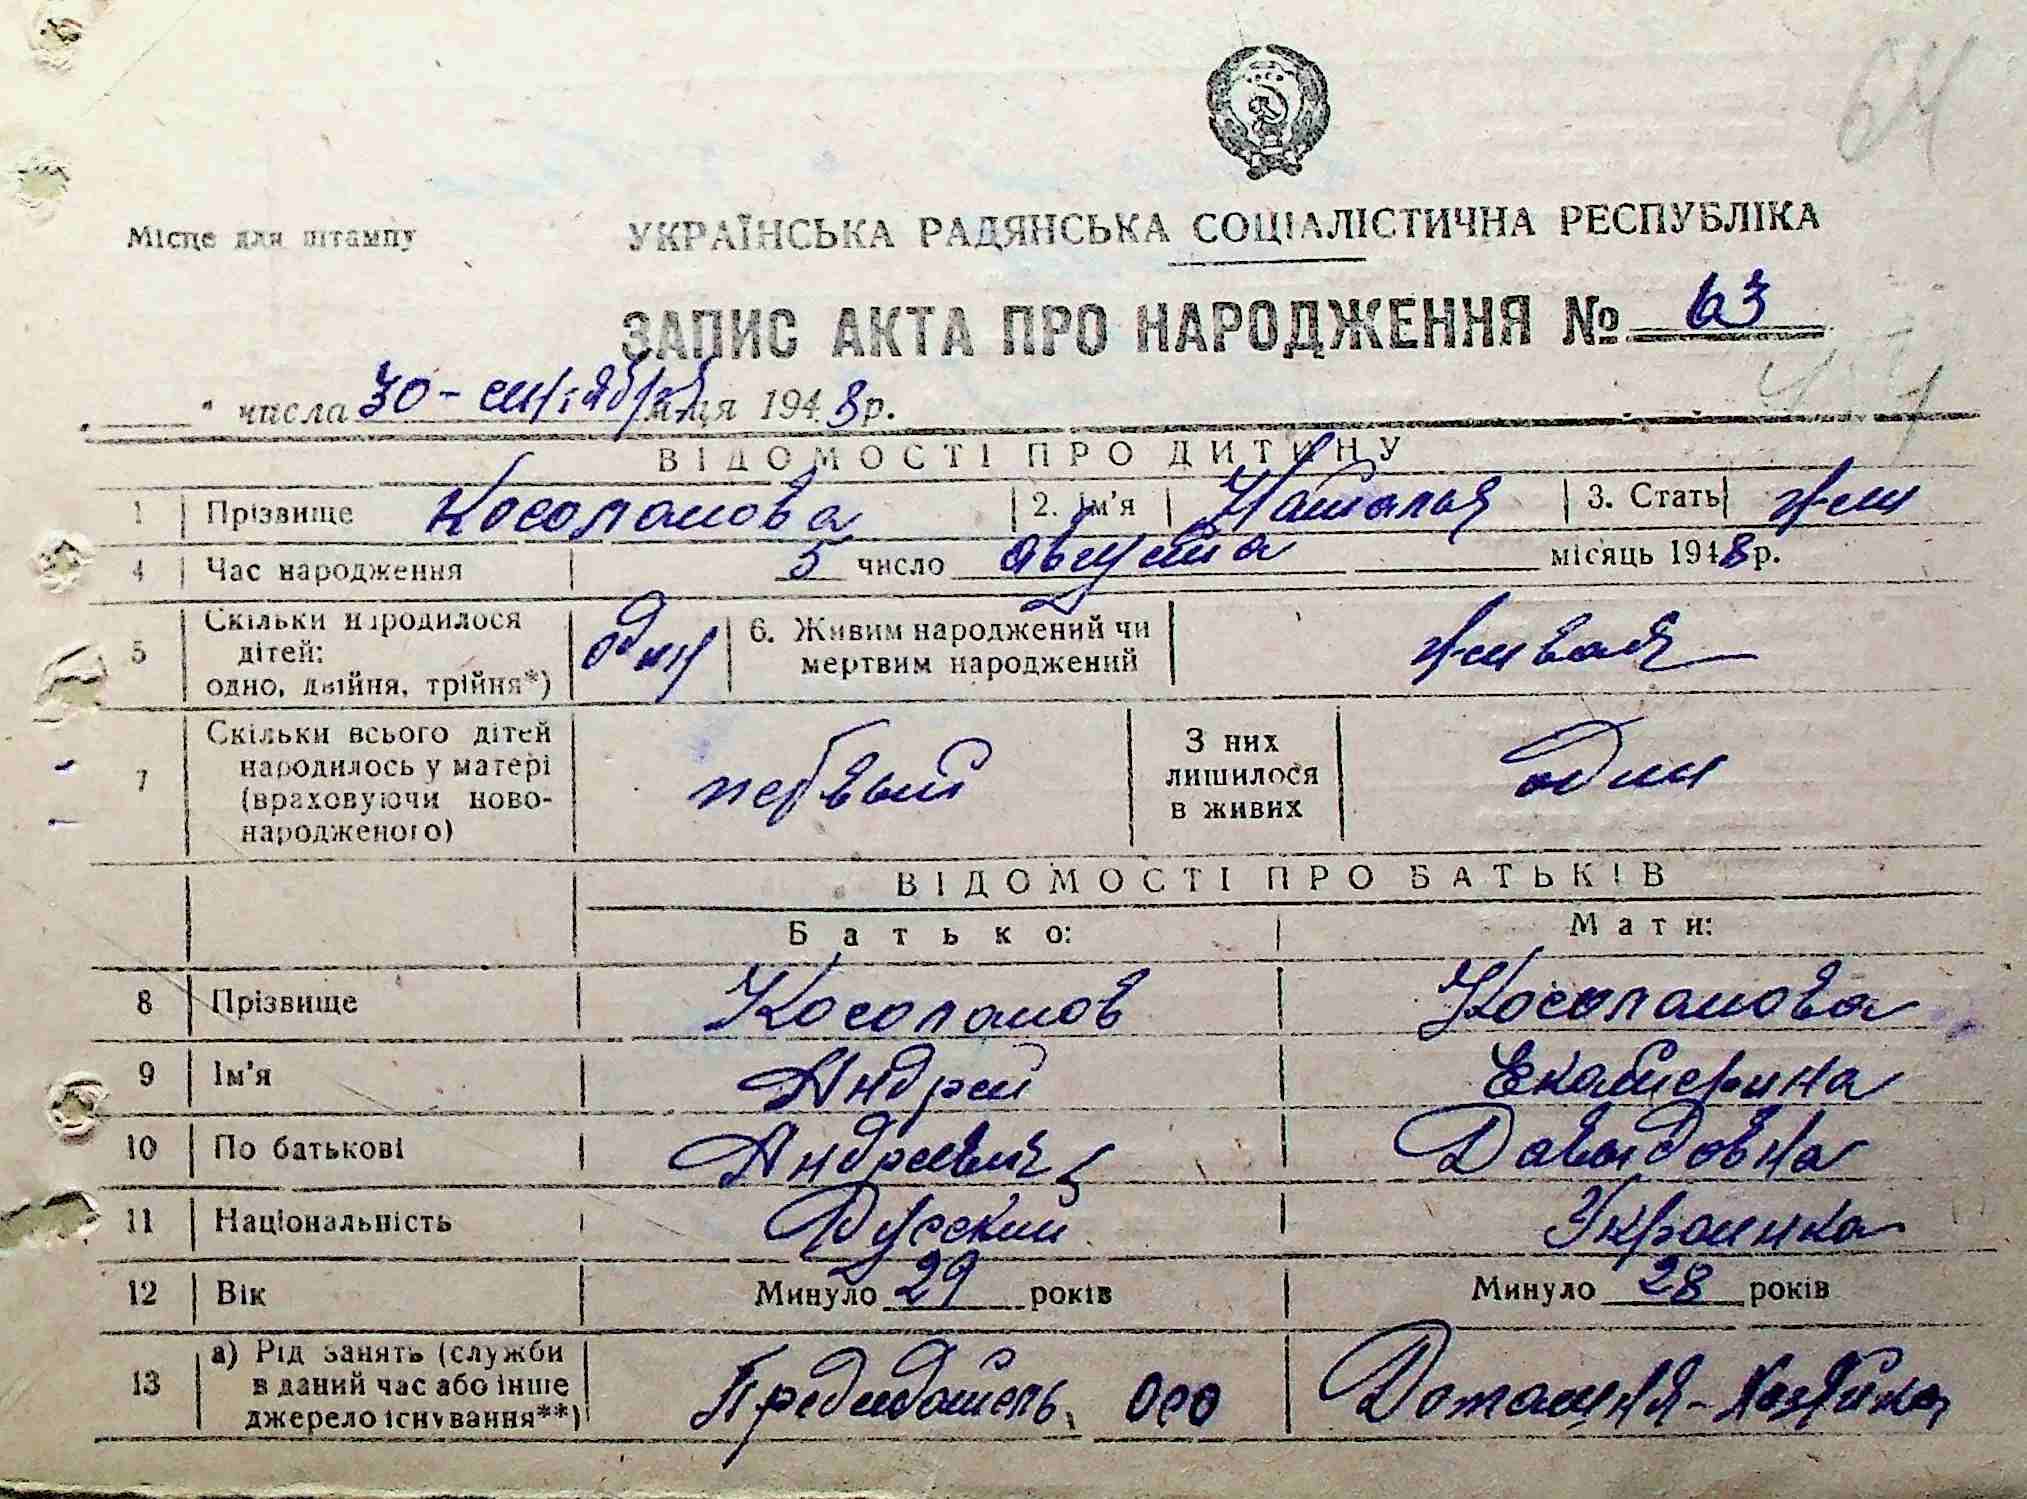 64
Місце для штампу
УКРАЇНСЬКА РАДЯНСЬКА СОЦІАЛІСТИЧНА РЕСПУБЛІКА
ЗАПИС АКТА ПРО НАРОДЖЕННЯ № 63
" числа 30 - сентября м-ця 1948 р.
ВІДОМОСТІ ПРО ДИТИНУ
1 Прізвище Косолапова 2. Ім'я Наталья 3. Стать жен
4 Час народження 5 число августа місяць 1948 р.
5 Скільки народилося дітей: одно, двійня, трійня*) один 6. Живим народжений чи мертвим народжений живая
7 Скільки всього дітей народилось у матері (враховуючи новонародженого) первый З них лишилося в живих один
ВІДОМОСТІ ПРО БАТЬКІВ
Батько: Мати:
8 Прізвище Косолапов Косолапова
9 Ім'я Андрей Екатерина
10 По батькові Андреевич Давыдовна
11 Національність Русский Украинка
12 Вік Минуло 29 років Минуло 28 років
13 а) Рід занять (служби в даний час або інше джерело існування**) Председатель, Домашняя-хозяйка